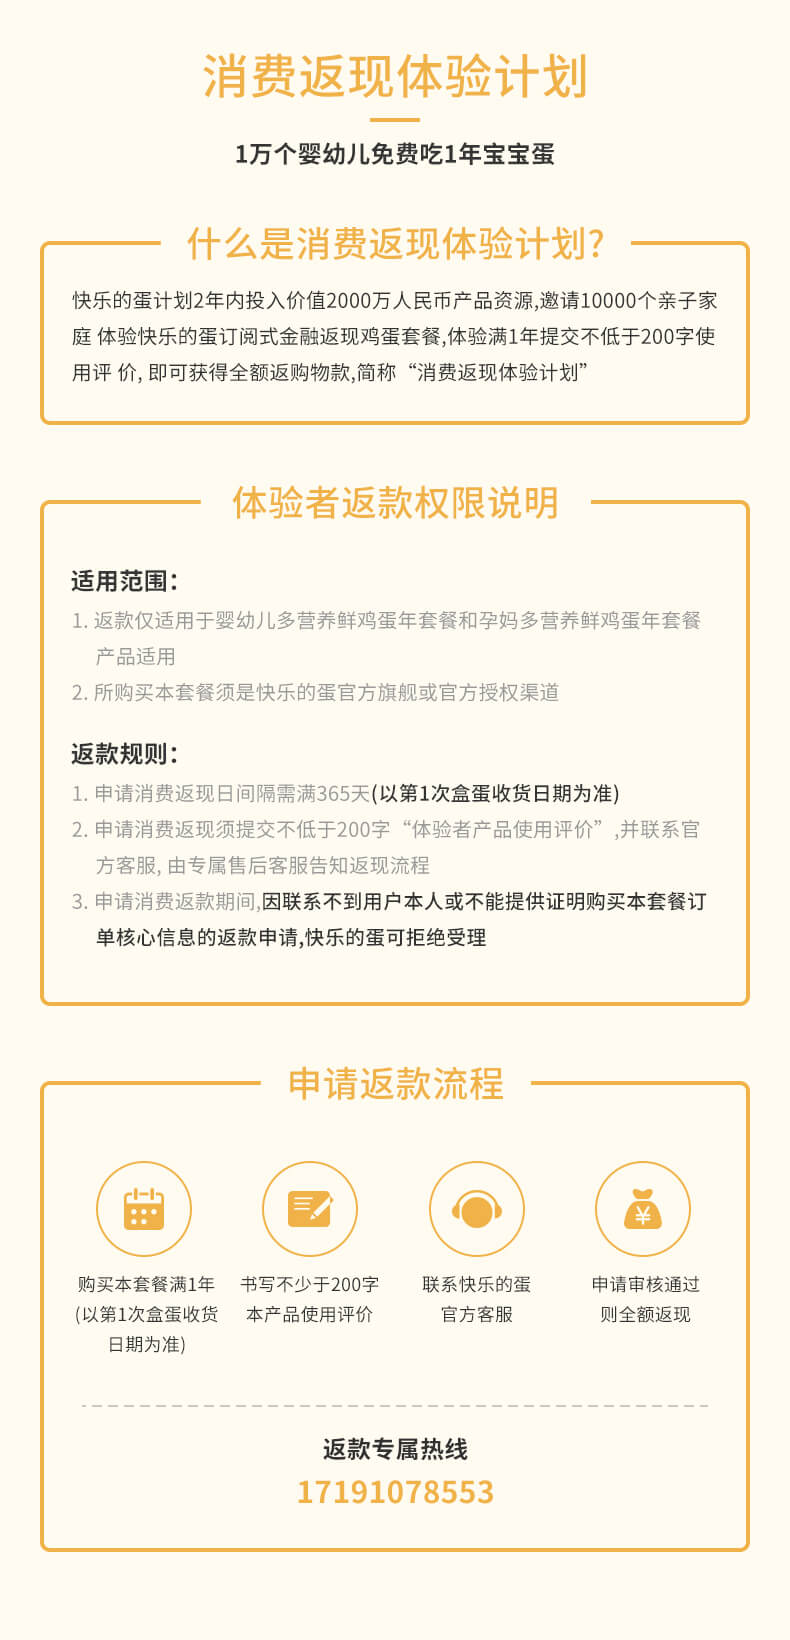 消费返现体验计划
1万个婴幼儿免费吃1年宝宝蛋
什么是消费返现体验计划?
快乐的蛋计划2年内投入价值2000万人民币产品资源,邀请10000个亲子家
庭 体验快乐的蛋订阅式金融返现鸡蛋套餐,体验满1年提交不低于200字使
用评 价, 即可获得全额返购物款,简称“消费返现体验计划”
体验者返款权限说明
适用范围：
1. 返款仅适用于婴幼儿多营养鲜鸡蛋年套餐和孕妈多营养鲜鸡蛋年套餐
产品适用
2. 所购买本套餐须是快乐的蛋官方旗舰或官方授权渠道
返款规则：
1. 申请消费返现日间隔需满365天(以第1次盒蛋收货日期为准)
2. 申请消费返现须提交不低于200字“体验者产品使用评价”,并联系官
方客服, 由专属售后客服告知返现流程
3. 申请消费返款期间,因联系不到用户本人或不能提供证明购买本套餐订
单核心信息的返款申请,快乐的蛋可拒绝受理
申请返款流程
购买本套餐满1年
(以第1次盒蛋收货
日期为准)
书写不少于200字
本产品使用评价
联系快乐的蛋
官方客服
¥
申请审核通过
则全额返现
返款专属热线
17191078553